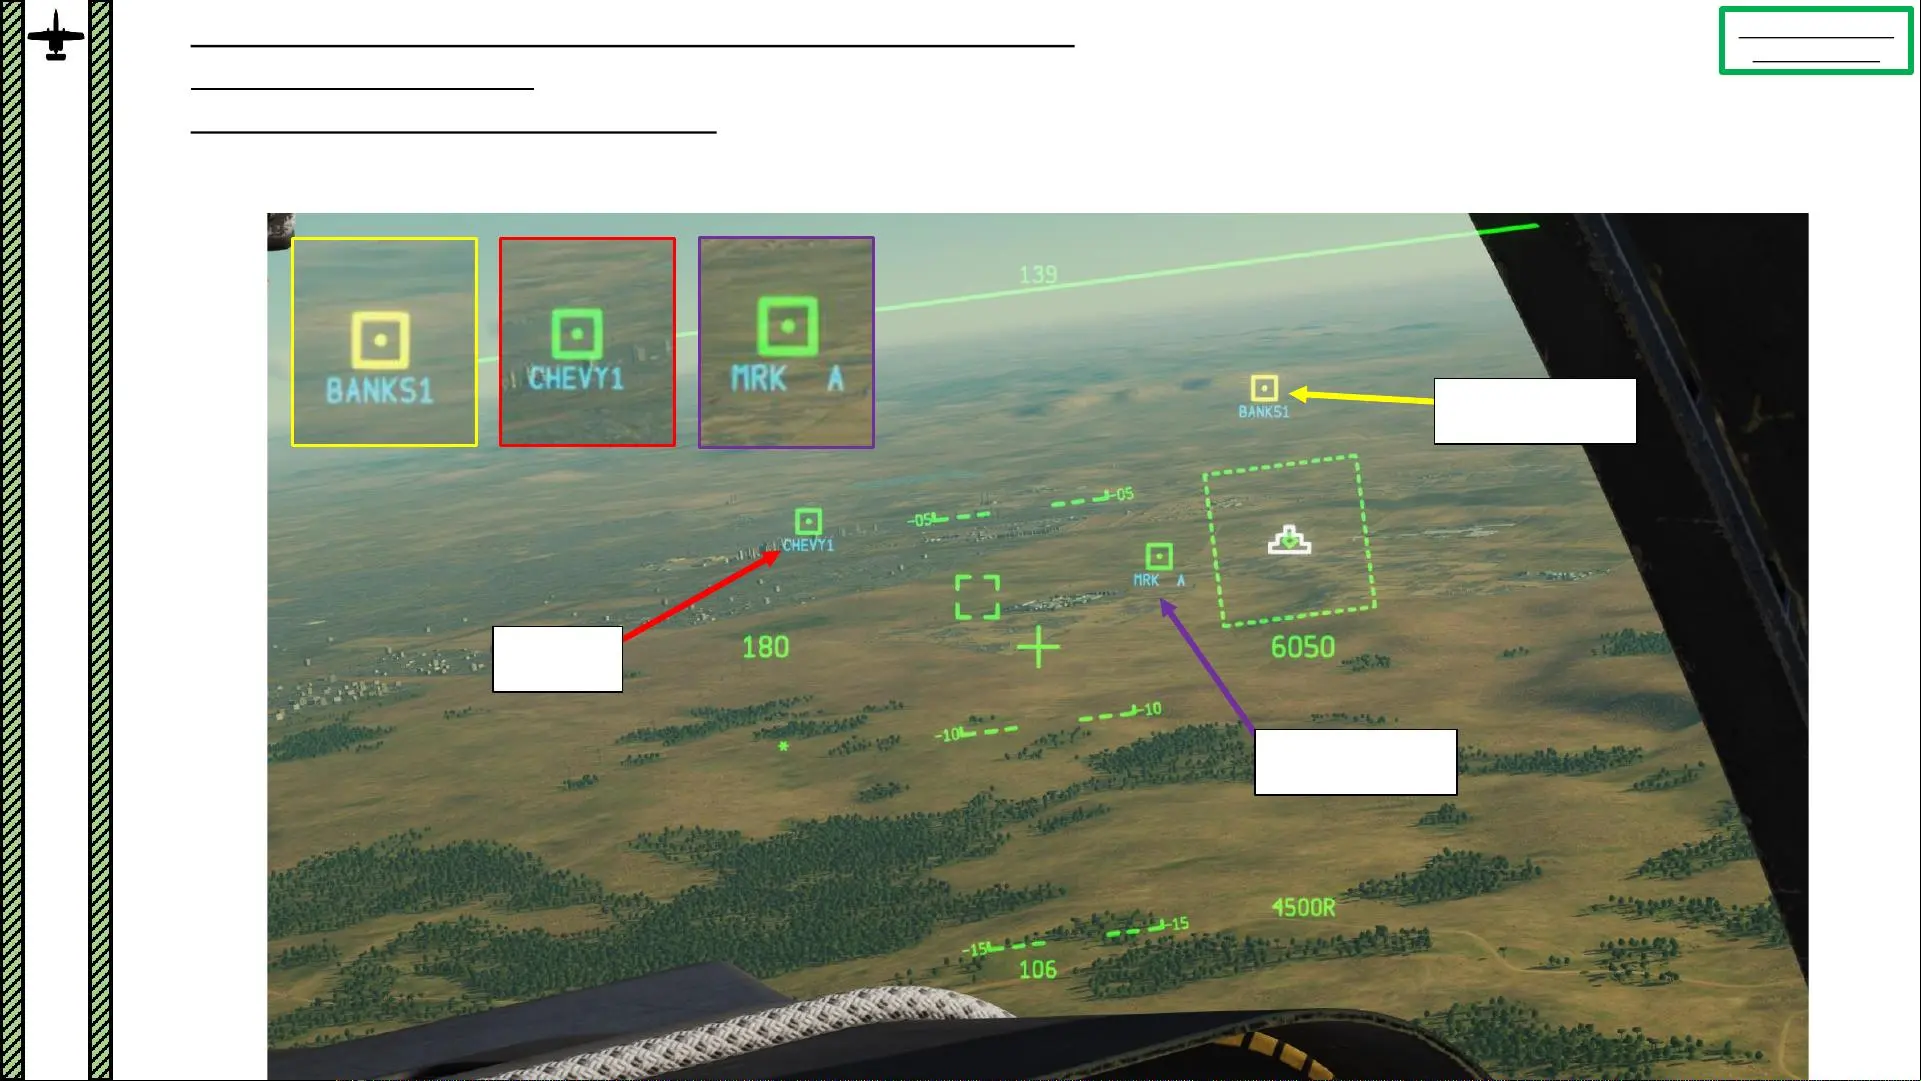 139
BANKS1
CHEVY1
MRK A
BANKS1
-05 -05
CHEVY1
MRK A
180
6050
-10 -10
*
4500R
-15 -15
106